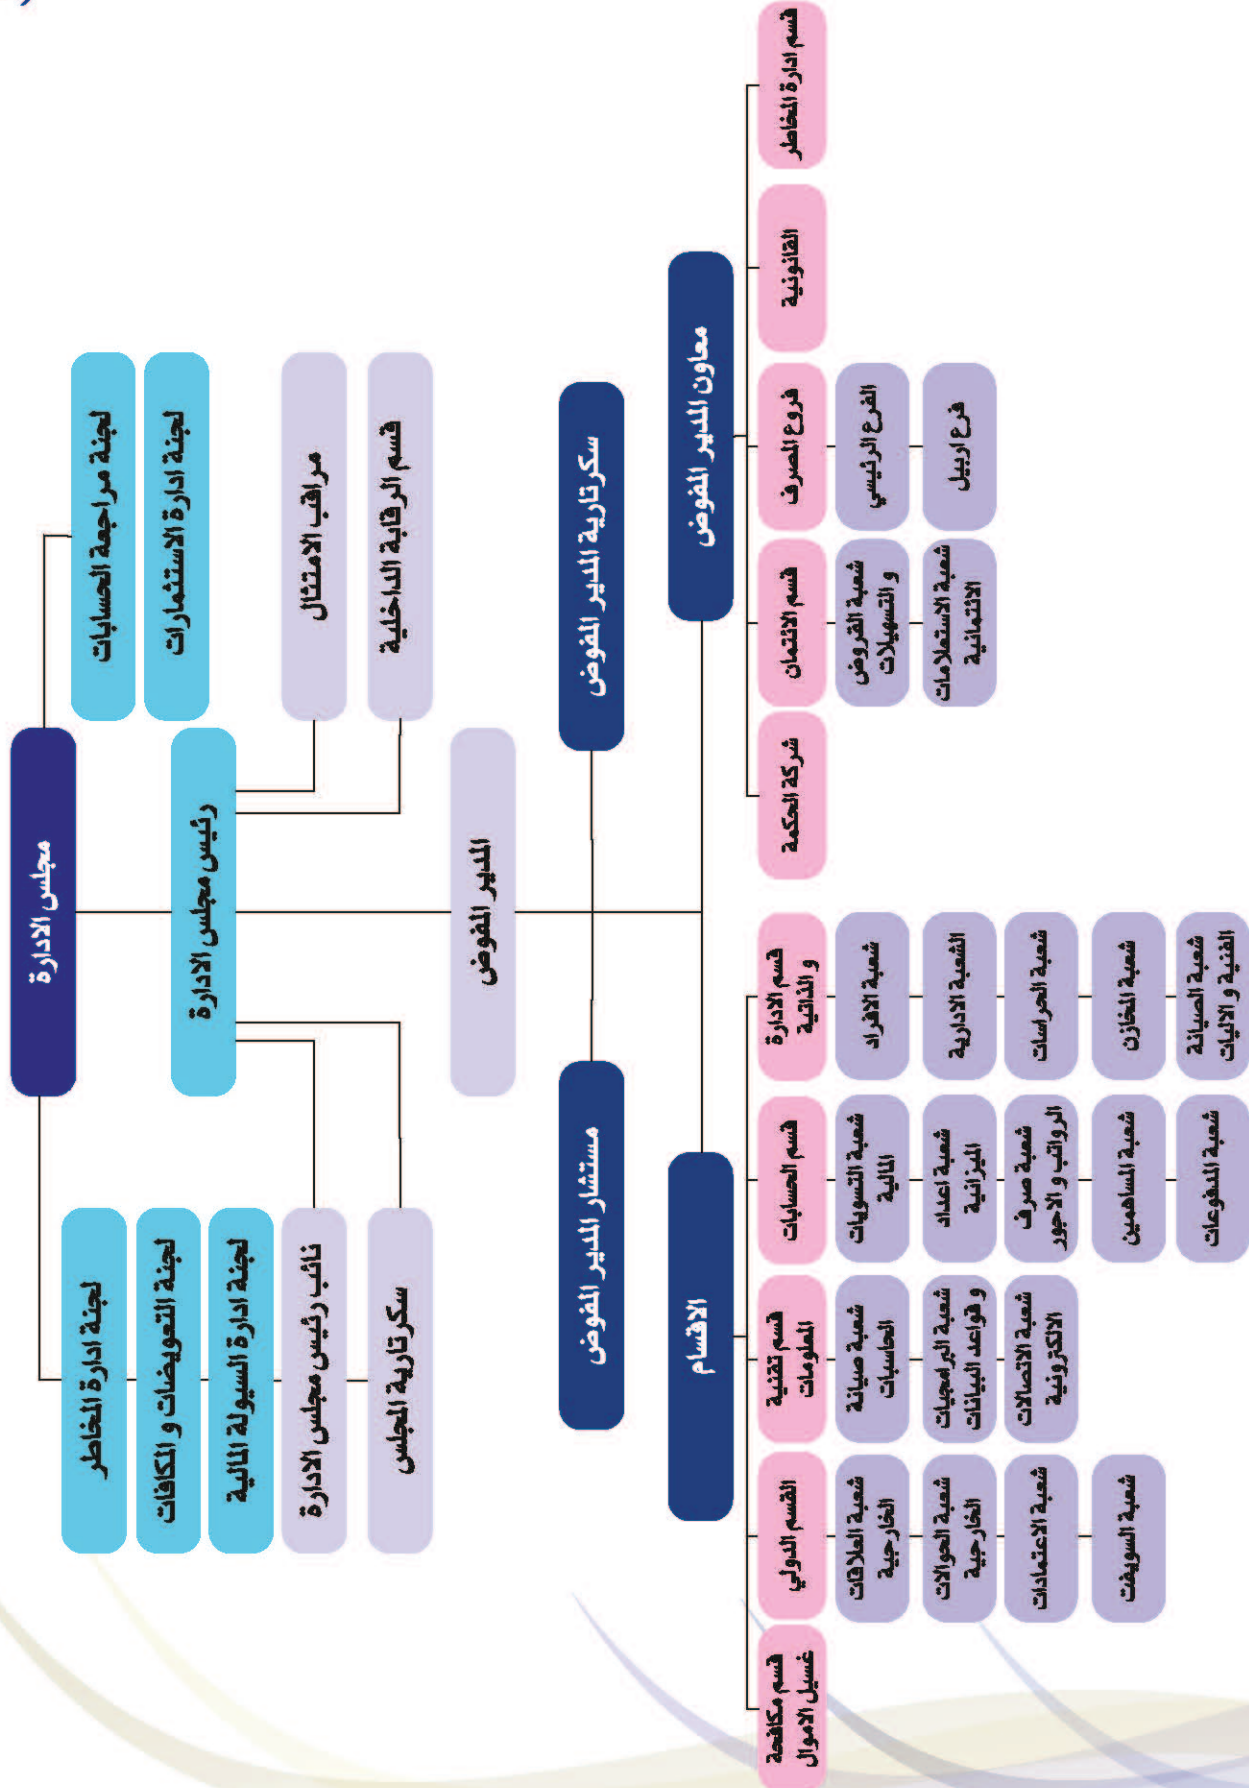 مجلس الادارة
لجنة مراجعة الحسابات
لجنة ادارة الاستثمارات
لجنة ادارة المخاطر
لجنة التعويضات و المكافات
لجنة ادارة السيولة المالية
رئيس مجلس الادارة
مراقب الامتثال
قسم الرقابة الداخلية
نائب رئيس مجلس الادارة
سكرتارية المجلس
المدير المفوض
سكرتارية المدير المفوض
مستشار المدير المفوض
معاون المدير المفوض
الاقسام
قسم ادارة المخاطر
القانونية
فروع المصرف
الفرع الرئيسي
فرع اربيل
قسم الائتمان
شعبة القروض
و التسهيلات
شعبة الاستعلامات
الائتمانية
شركة الحكمة
قسم الادارة
و الذاتية
شعبة الافراد
الشعبة الادارية
شعبة الحراسات
شعبة المخازن
شعبة الصيانة
الفنية و الاليات
قسم الحسابات
شعبة التسويات
المالية
شعبة اعداد
الميزانية
شعبة صرف
الرواتب و الاجور
شعبة المساهمين
شعبة المدفوعات
قسم تقنية
المعلومات
شعبة صيانة
الحاسبات
شعبة البرامجيات
و قواعد البيانات
شعبة الاتصالات
الالكترونية
القسم الدولي
شعبة العلاقات
الخارجية
شعبة الحوالات
الخارجية
شعبة الاعتمادات
شعبة السويفت
قسم مكافحة
غسيل الاموال